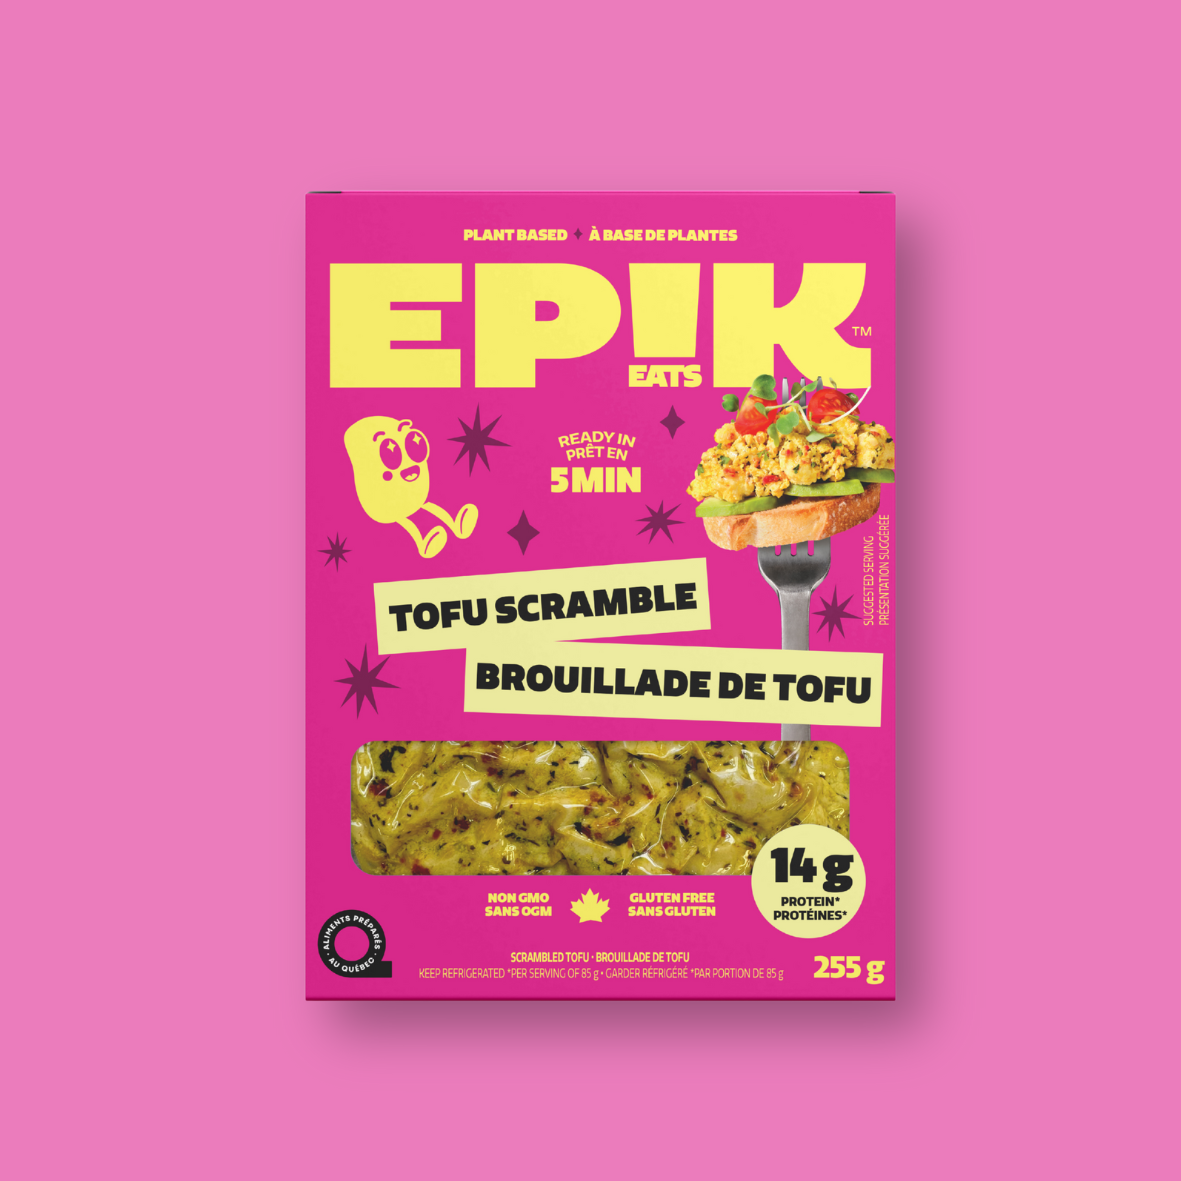 PLANT BASED ✦ À BASE DE PLANTES
EP!K™
EATS
READY IN
PRÊT EN
5 MIN
SUGGESTED SERVING
PRÉSENTATION SUGGÉRÉE
TOFU SCRAMBLE
BROUILLADE DE TOFU
14 g
PROTEIN*
PROTÉINES*
NON GMO
SANS OGM
GLUTEN FREE
SANS GLUTEN
ALIMENTS PRÉPARÉS
AU QUÉBEC
SCRAMBLED TOFU • BROUILLADE DE TOFU
KEEP REFRIGERATED *PER SERVING OF 85 g • GARDER RÉFRIGÉRÉ *PAR PORTION DE 85 g
255 g